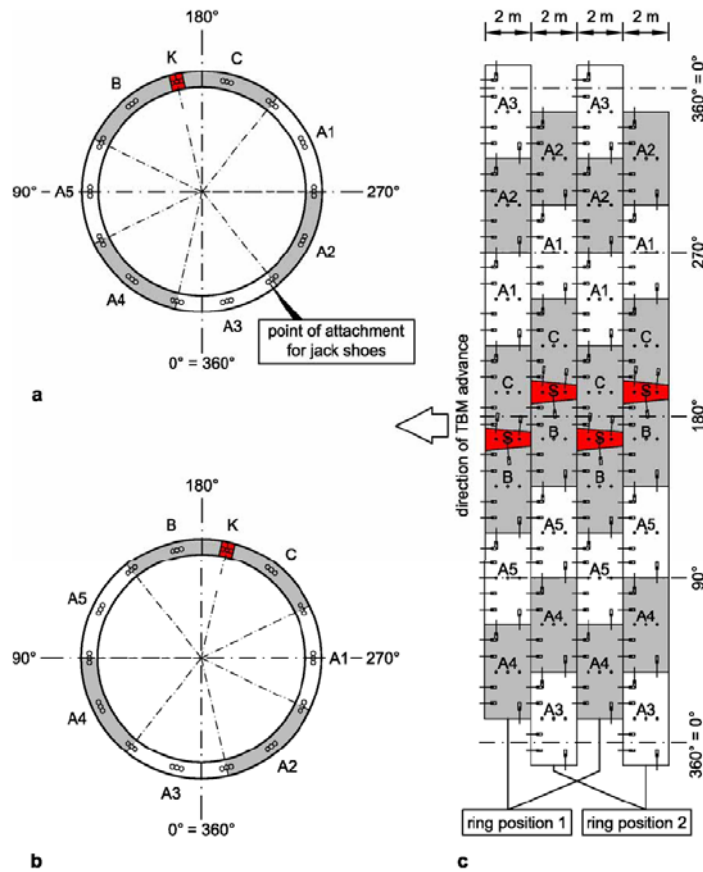 180°
K
C
B
A1
90°
A5
270°
A2
A4
A3
point of attachment
for jack shoes
0° = 360°
a
180°
B
K
C
A5
90°
A1
270°
A4
A2
A3
0° = 360°
b
2 m 2 m 2 m 2 m
A3 A3
360° = 0°
A2 A2
A2 A2
A1 A1
270°
A1 A1
C C
C C
S S
180°
S B S B
B B
direction of TBM advance
A5 A5
A5 A5
90°
A4 A4
A4 A4
A3 A3
360° = 0°
ring position 1
ring position 2
c